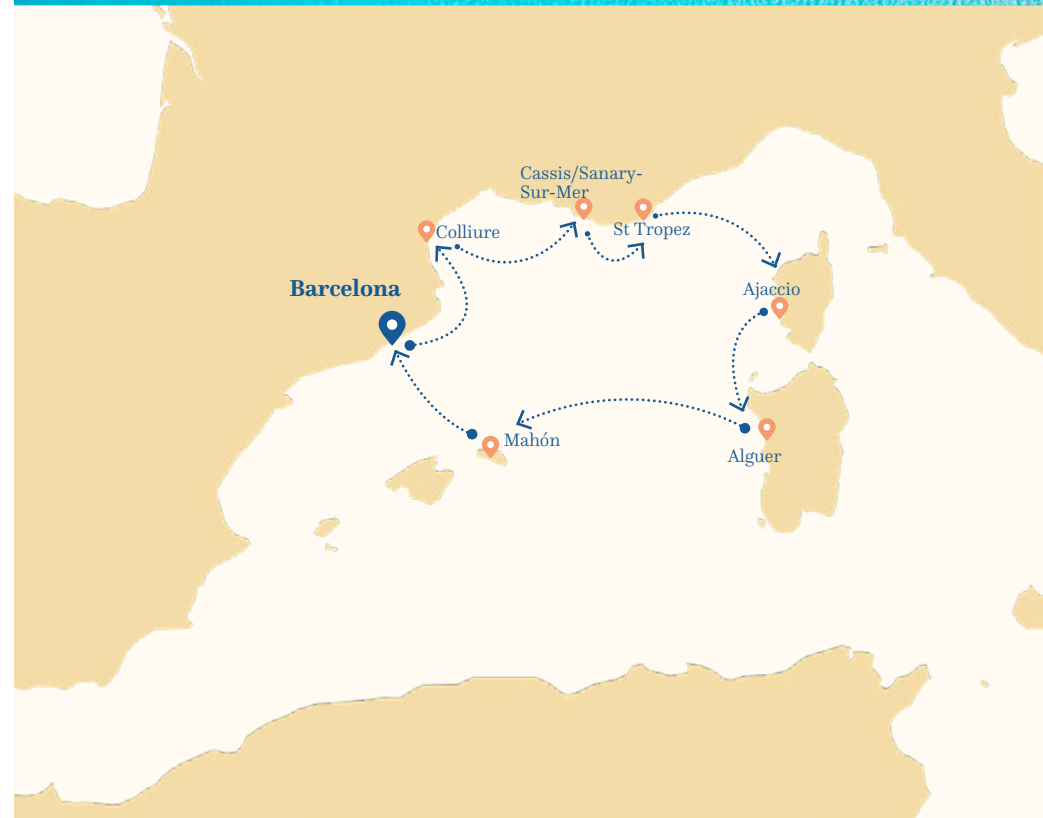 Cassis/Sanary-
Sur-Mer
Colliure
St Tropez
Barcelona
Ajaccio
Mahón
Alguer